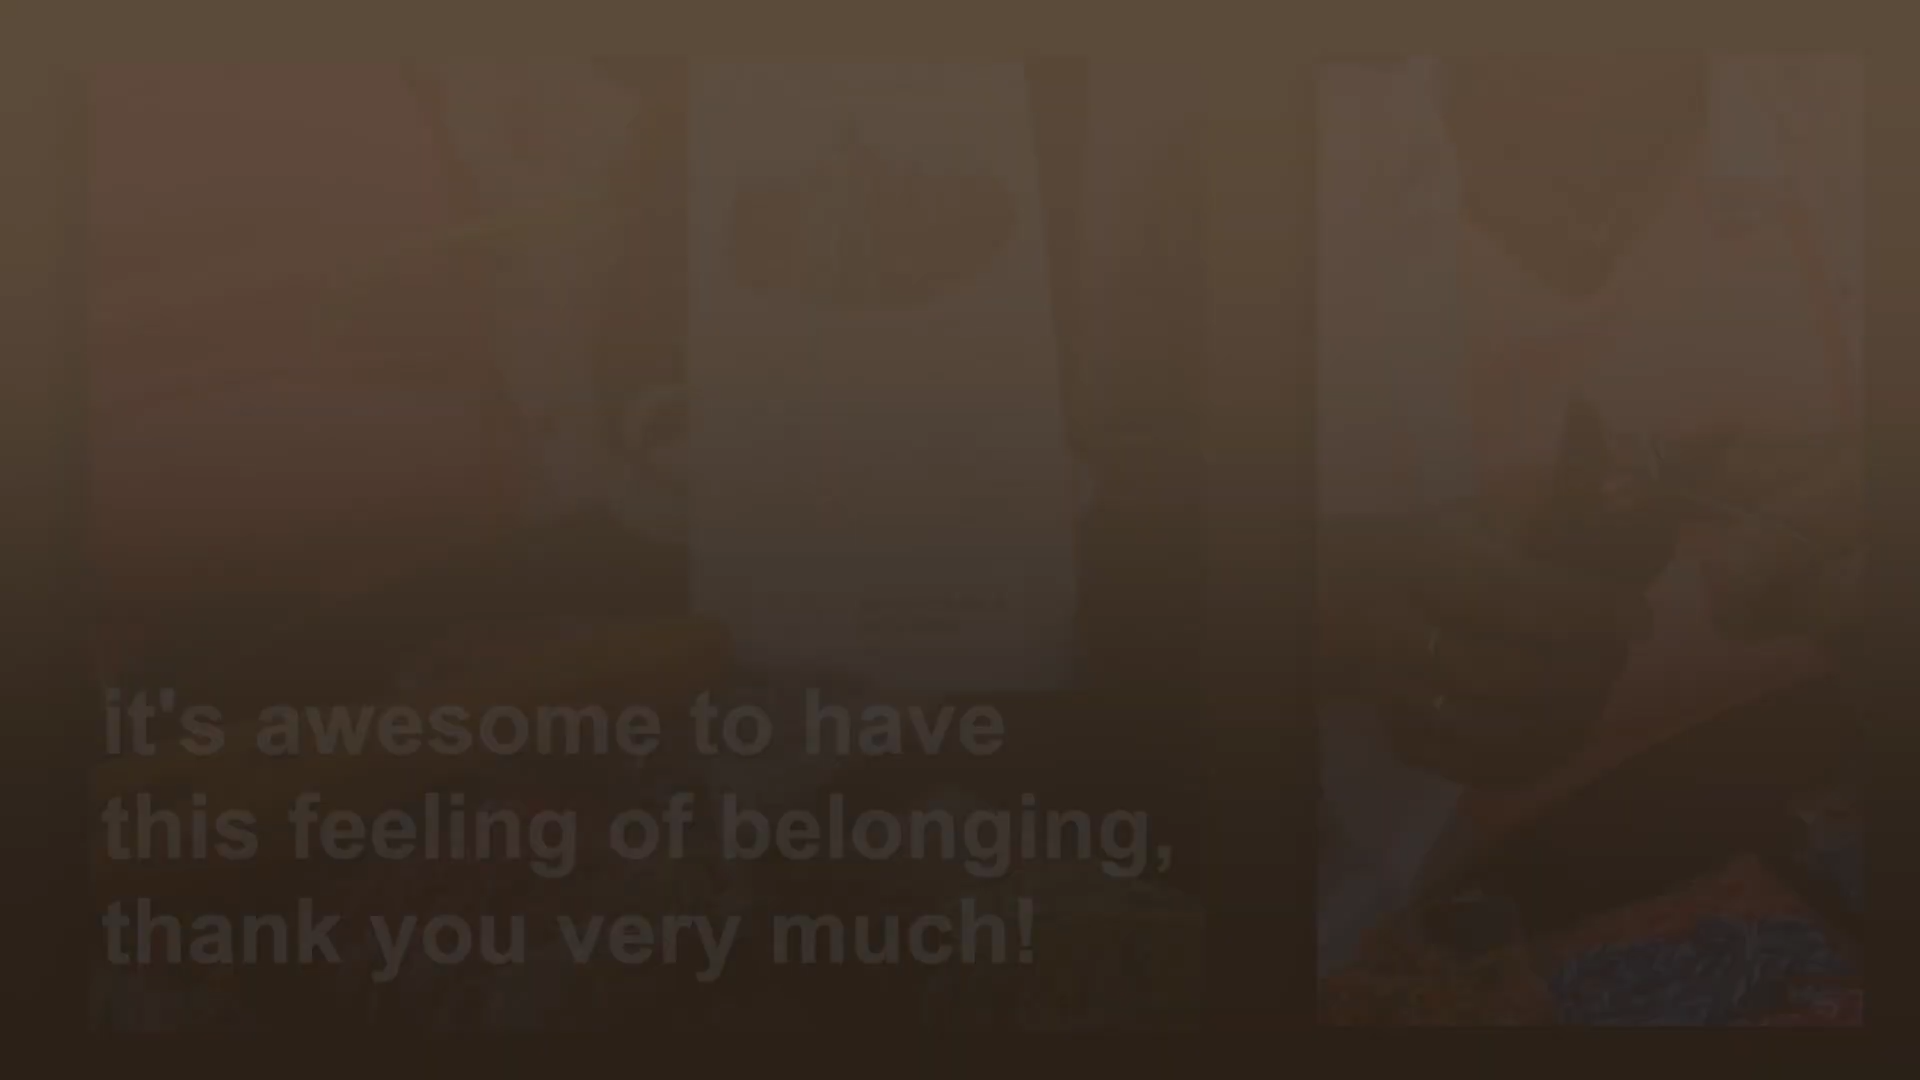 it's awesome to have
this feeling of belonging,
thank you very much!